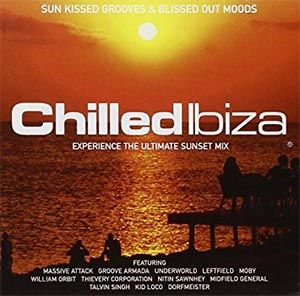 SUN KISSED GROOVES & BLISSED OUT MOODS
Chilled Ibiza
EXPERIENCE THE ULTIMATE SUNSET MIX
FEATURING
MASSIVE ATTACK GROOVE ARMADA UNDERWORLD LEFTFIELD MOBY
WILLIAM ORBIT THIEVERY CORPORATION NITIN SAWNHEY MIDFIELD GENERAL
TALVIN SINGH KID LOCO DORFMEISTER